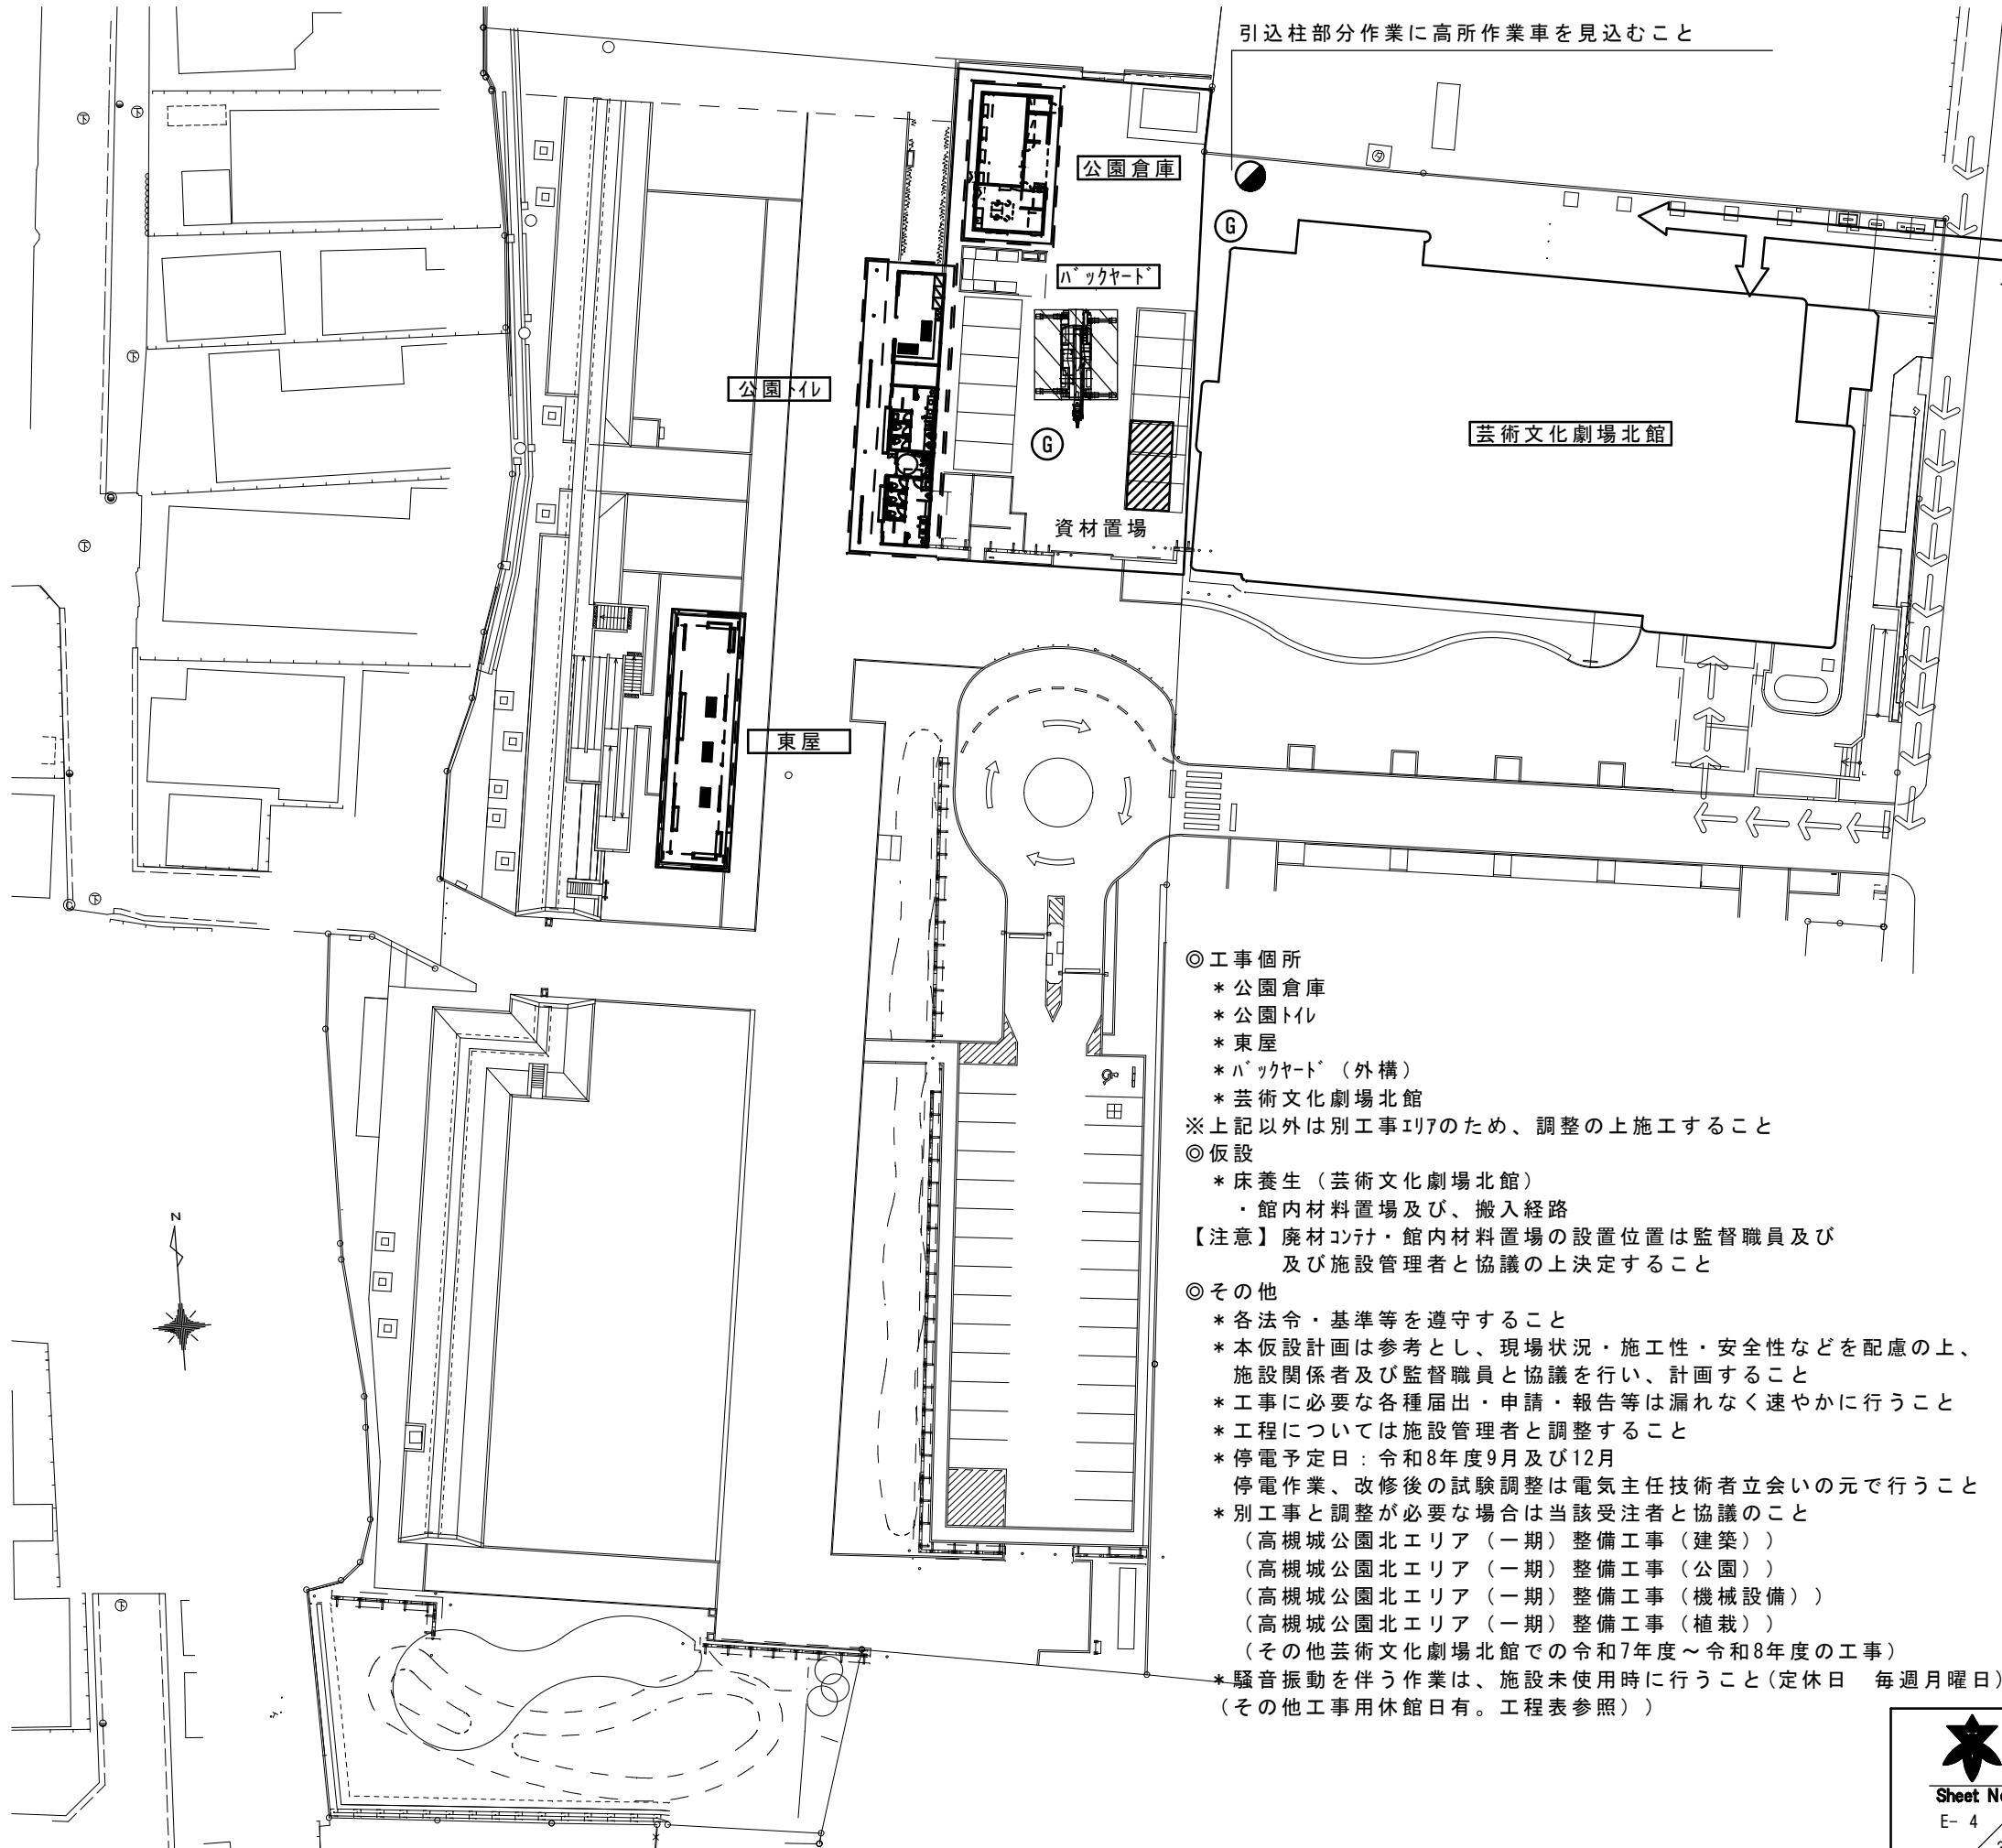 引込柱部分作業に高所作業車を見込むこと
公園倉庫
G
バックヤード
公園トイレ
G
芸術文化劇場北館
資材置場
東屋
◎工事個所
＊公園倉庫
＊公園トイレ
＊東屋
＊バックヤード（外構）
＊芸術文化劇場北館
※上記以外は別工事エリアのため、調整の上施工すること
◎仮設
＊床養生（芸術文化劇場北館）
・館内材料置場及び、搬入経路
【注意】廃材コンテナ・館内材料置場の設置位置は監督職員及び
及び施設管理者と協議の上決定すること
◎その他
＊各法令・基準等を遵守すること
＊本仮設計画は参考とし、現場状況・施工性・安全性などを配慮の上、
施設関係者及び監督職員と協議を行い、計画すること
＊工事に必要な各種届出・申請・報告等は漏れなく速やかに行うこと
＊工程については施設管理者と調整すること
＊停電予定日：令和8年度9月及び12月
停電作業、改修後の試験調整は電気主任技術者立会いの元で行うこと
＊別工事と調整が必要な場合は当該受注者と協議のこと
（高槻城公園北エリア（一期）整備工事（建築））
（高槻城公園北エリア（一期）整備工事（公園））
（高槻城公園北エリア（一期）整備工事（機械設備））
（高槻城公園北エリア（一期）整備工事（植栽））
（その他芸術文化劇場北館での令和7年度～令和8年度の工事）
＊騒音振動を伴う作業は、施設未使用時に行うこと(定休日　毎週月曜日)
（その他工事用休館日有。工程表参照））
N
Sheet
E- 4